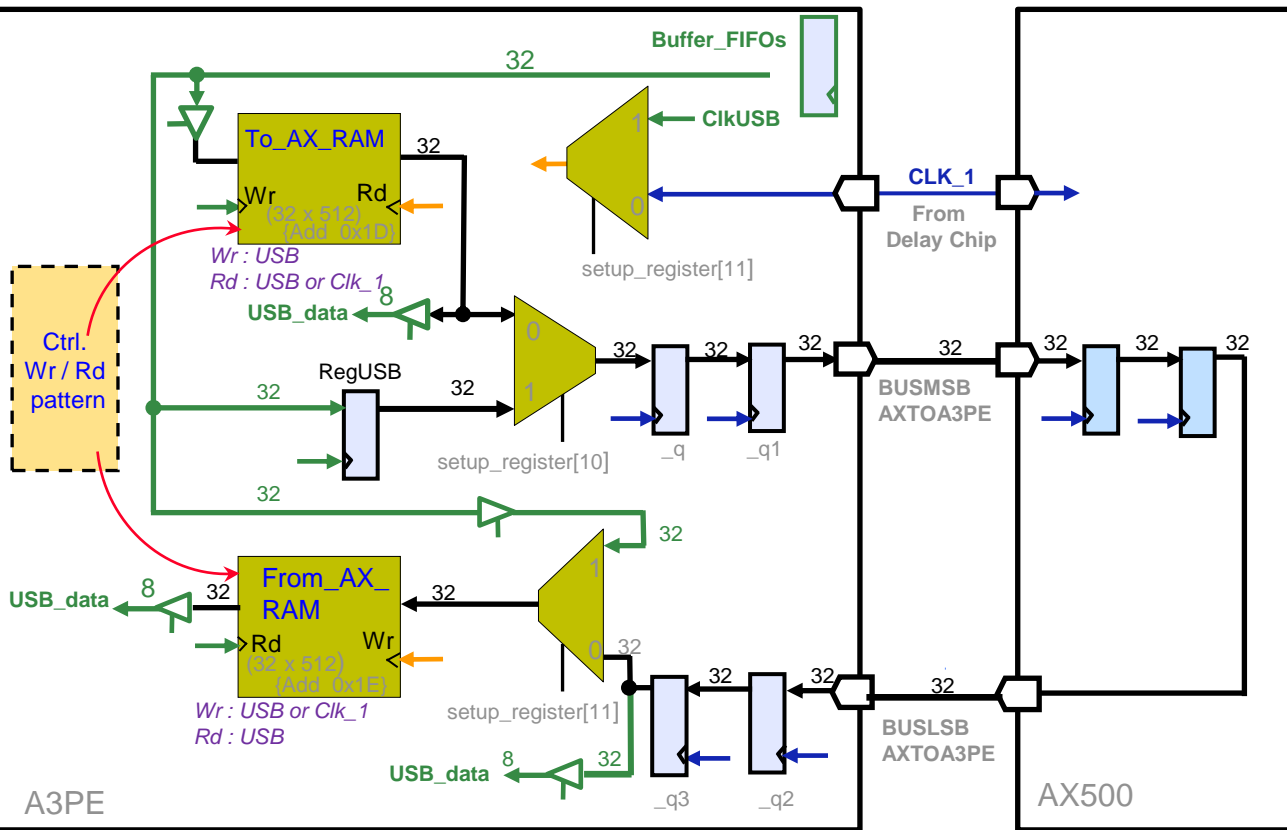 Buffer_FIFOs
32
1
ClkUSB
To_AX_RAM
32
Wr
Rd
(32 x 512)
{Add 0x1D}
0
CLK_1
From
Delay Chip
setup_register[11]
Wr : USB
Rd : USB or Clk_1
USB_data
8
Ctrl.
Wr / Rd
pattern
0
1
RegUSB
32
32
32
32
32
32
32
32
32
BUSMSB
AXTOA3PE
_q
_q1
setup_register[10]
32
32
From_AX_
RAM
1
0
USB_data
8
32
32
Rd
Wr
(32 x 512)
{Add 0x1E}
32
32
32
32
Wr : USB or Clk_1
Rd : USB
setup_register[11]
BUSLSB
AXTOA3PE
USB_data
8
32
_q3
_q2
A3PE
AX500